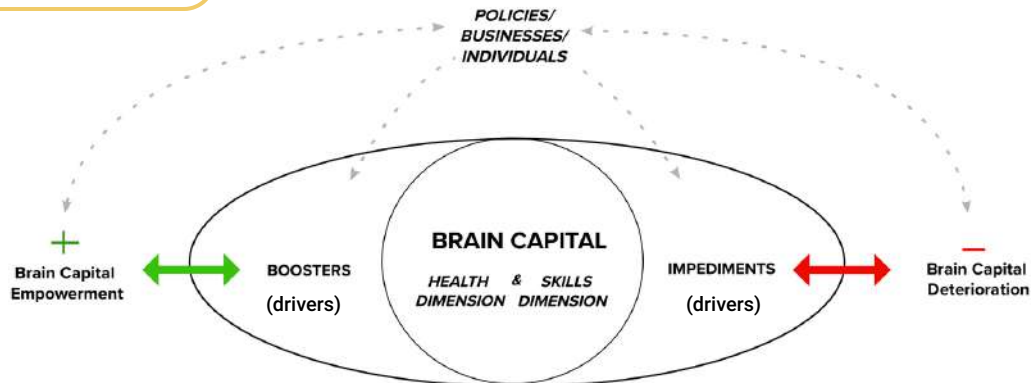 POLICIES/
BUSINESSES/
INDIVIDUALS
+
Brain Capital
Empowerment
BOOSTERS
(drivers)
BRAIN CAPITAL
HEALTH & SKILLS
DIMENSION DIMENSION
IMPEDIMENTS
(drivers)
−
Brain Capital
Deterioration